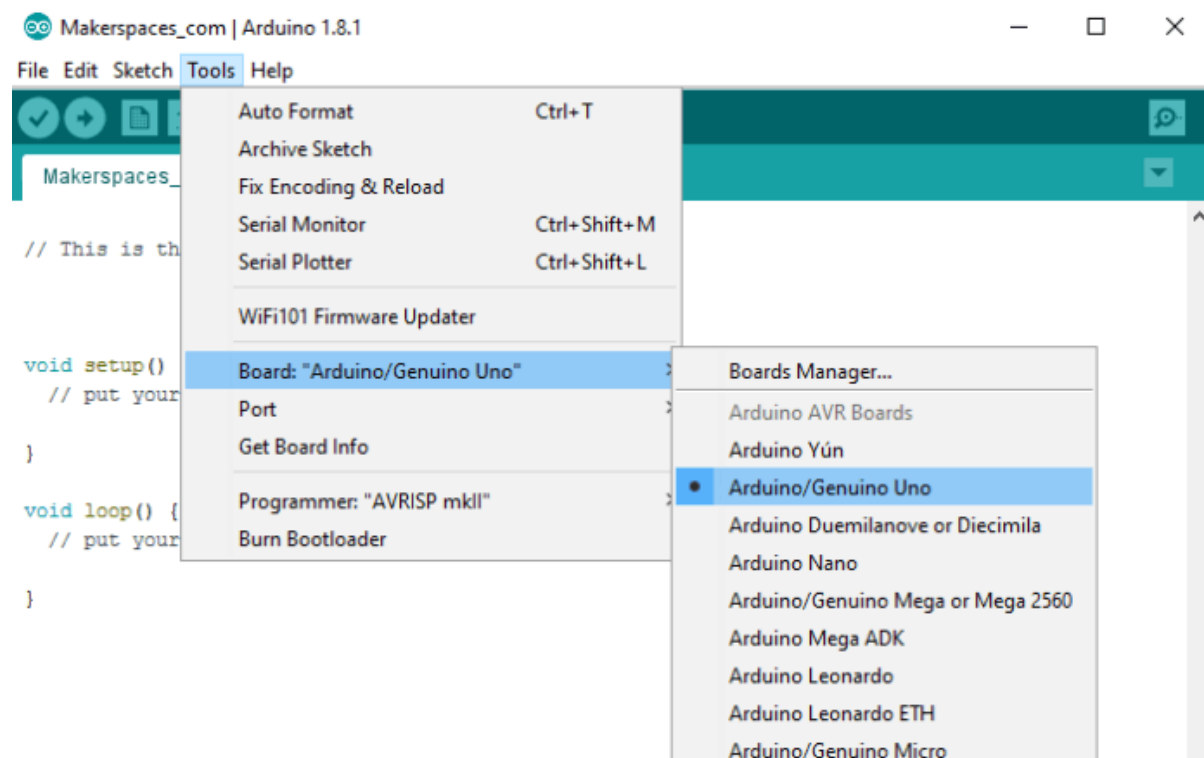 Makerspaces_com | Arduino 1.8.1
File Edit Sketch Tools Help
Makerspaces_
Auto Format Ctrl+T
Archive Sketch
Fix Encoding & Reload
Serial Monitor Ctrl+Shift+M
Serial Plotter Ctrl+Shift+L
WiFi101 Firmware Updater
Board: "Arduino/Genuino Uno"
Port
Get Board Info
Programmer: "AVRISP mkII"
Burn Bootloader
Boards Manager...
Arduino AVR Boards
Arduino Yún
Arduino/Genuino Uno
Arduino Duemilanove or Diecimila
Arduino Nano
Arduino/Genuino Mega or Mega 2560
Arduino Mega ADK
Arduino Leonardo
Arduino Leonardo ETH
Arduino/Genuino Micro
// This is th
void setup()
// put your
}
void loop() {
// put your
}